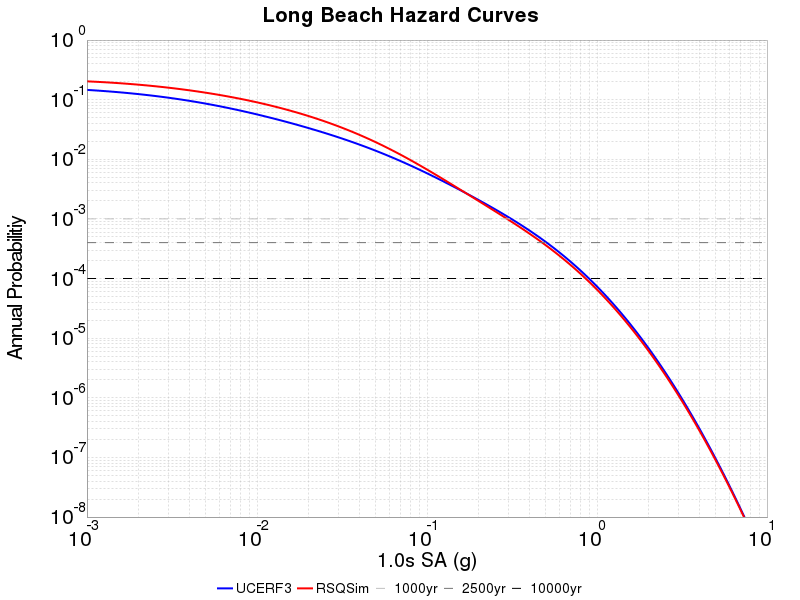 Long Beach Hazard Curves
Annual Probabilitiy
10^0
10^-1
10^-2
10^-3
10^-4
10^-5
10^-6
10^-7
10^-8
10^-3 10^-2 10^-1 10^0 10^1
1.0s SA (g)
UCERF3 RSQSim 1000yr 2500yr 10000yr